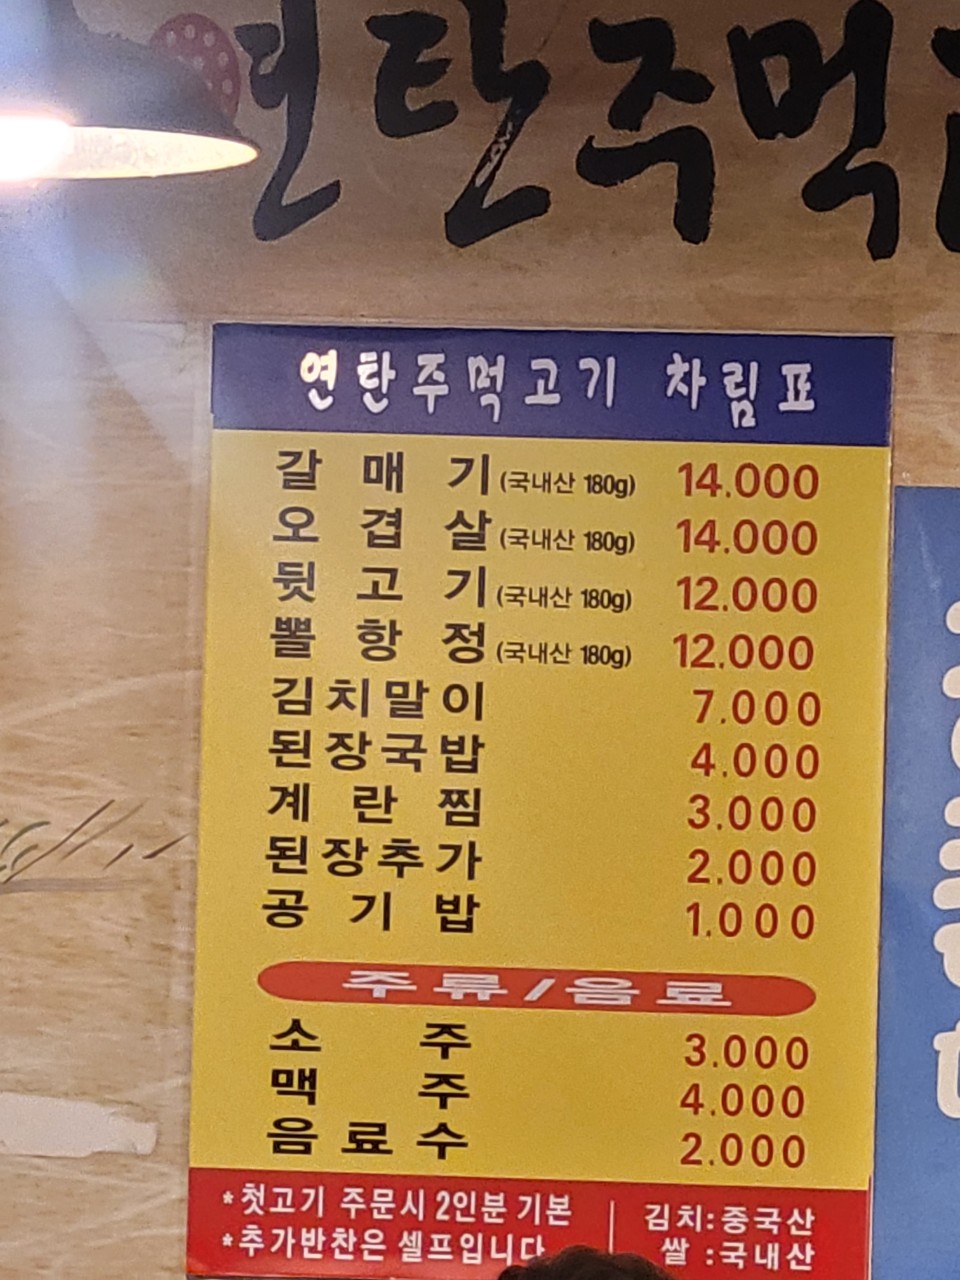 연탄주먹
연탄주먹고기 차림표
갈매기(국내산 180g) 14.000
오겹살(국내산 180g) 14.000
뒷고기(국내산 180g) 12.000
뽈항정(국내산 180g) 12.000
김치말이 7.000
된장국밥 4.000
계란찜 3.000
된장추가 2.000
공기밥 1.000
주류/음료
소주 3.000
맥주 4.000
음료수 2.000
*첫고기 주문시 2인분 기본
*추가반찬은 셀프입니다
김치:중국산
쌀:국내산